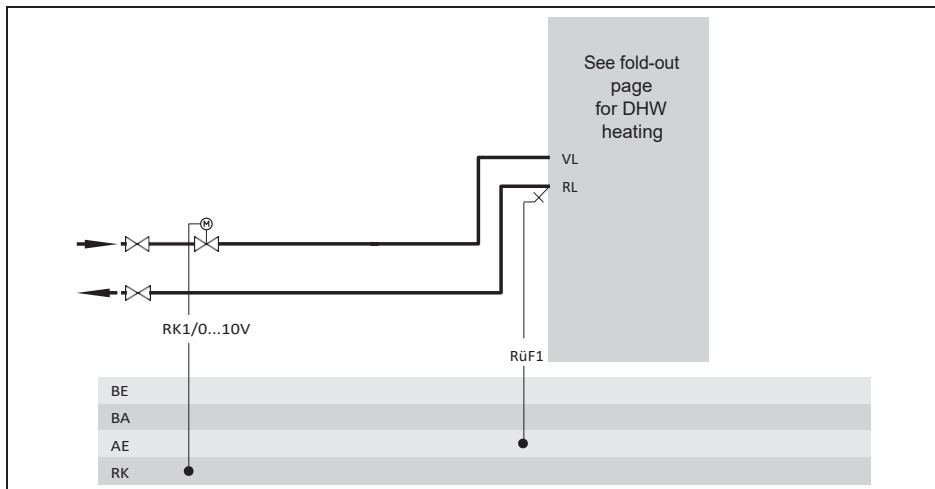 See fold-out
page
for DHW
heating
VL
RL
M
RK1/0...10V
RüF1
BE
BA
AE
RK